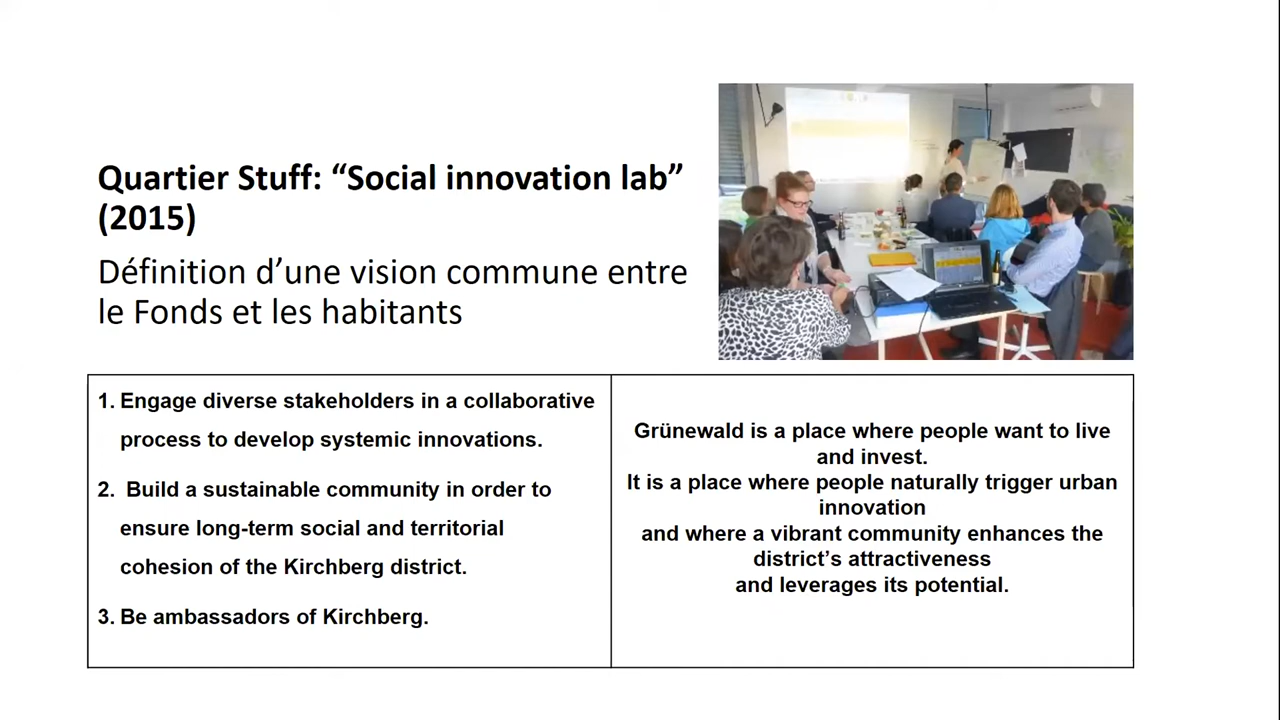 Quartier Stuff: “Social innovation lab”
(2015)
Définition d’une vision commune entre
le Fonds et les habitants
1. Engage diverse stakeholders in a collaborative
process to develop systemic innovations.
2. Build a sustainable community in order to
ensure long-term social and territorial
cohesion of the Kirchberg district.
3. Be ambassadors of Kirchberg.
Grünewald is a place where people want to live
and invest.
It is a place where people naturally trigger urban
innovation
and where a vibrant community enhances the
district’s attractiveness
and leverages its potential.